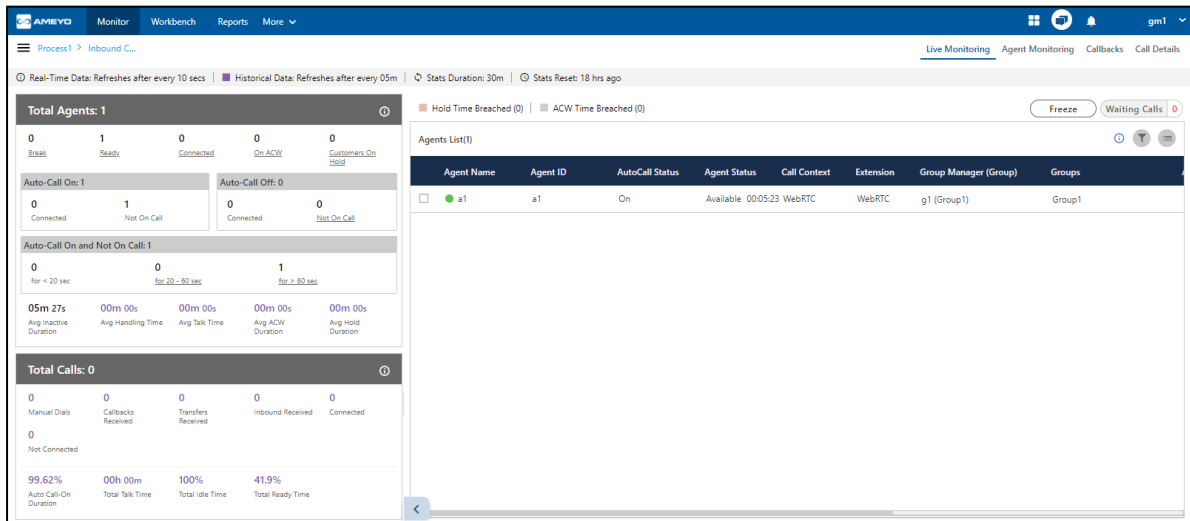 AMEYO Monitor Workbench Reports More gm1
Process1 > Inbound C... Live Monitoring Agent Monitoring Callbacks Call Details
Real-Time Data: Refreshes after every 10 secs | Historical Data: Refreshes after every 05m | Stats Duration: 30m | Stats Reset: 18 hrs ago
Total Agents: 1
0 1 0 0 0
Break Ready Connected On ACW Customers On
Hold
Auto-Call On: 1 Auto-Call Off: 0
0 1 0 0
Connected Not On Call Connected Not On Call
Auto-Call On and Not On Call: 1
0 0 1
for < 20 sec for 20 - 60 sec for > 60 sec
05m 27s 00m 00s 00m 00s 00m 00s 00m 00s
Avg Inactive Avg Handling Time Avg Talk Time Avg ACW Avg Hold
Duration Duration Duration
Total Calls: 0
0 0 0 0 0
Manual Dials Callbacks Transfers Inbound Received Connected
Received Received
0
Not Connected
99.62% 00h 00m 100% 41.9%
Auto Call-On Total Talk Time Total Idle Time Total Ready Time
Duration
Hold Time Breached (0) | ACW Time Breached (0) Freeze Waiting Calls 0
Agents List(1)
Agent Name Agent ID AutoCall Status Agent Status Call Context Extension Group Manager (Group) Groups
a1 a1 On Available 00:05:23 WebRTC WebRTC g1 (Group1) Group1